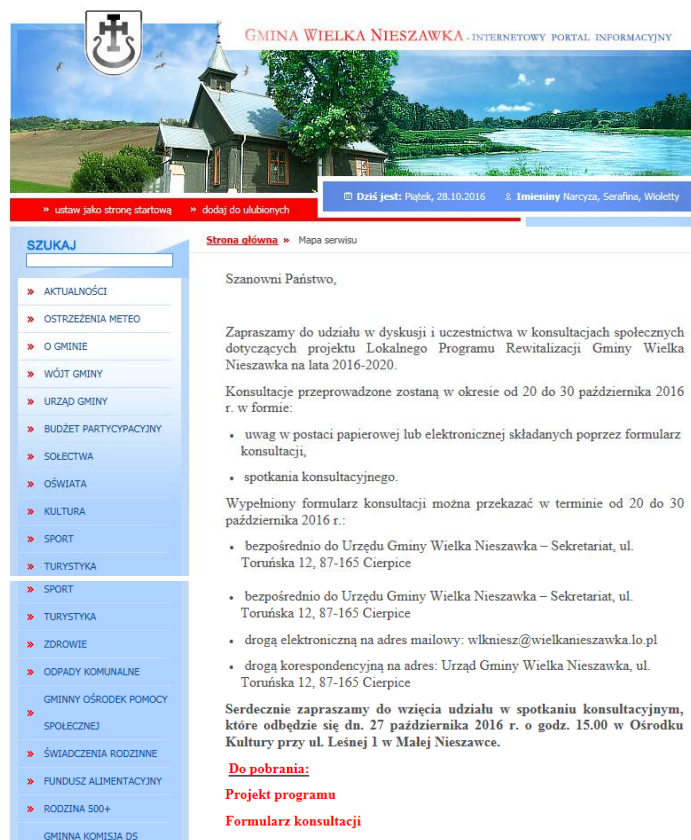 GMINA WIELKA NIESZAWKA - INTERNETOWY PORTAL INFORMACYJNY
Dziś jest: Piątek, 28.10.2016 Imieniny Narcyza, Serafina, Wioletty
» ustaw jako stronę startową » dodaj do ulubionych
SZUKAJ
» AKTUALNOŚCI
» OSTRZEŻENIA METEO
» O GMINIE
» WÓJT GMINY
» URZĄD GMINY
» BUDŻET PARTYCYPACYJNY
» SOŁECTWA
» OŚWIATA
» KULTURA
» SPORT
» TURYSTYKA
» SPORT
» TURYSTYKA
» ZDROWIE
» ODPADY KOMUNALNE
» GMINNY OŚRODEK POMOCY
SPOŁECZNEJ
» ŚWIADCZENIA RODZINNE
» FUNDUSZ ALIMENTACYJNY
» RODZINA 500+
GMINNA KOMISJA DS
Strona główna » Mapa serwisu
Szanowni Państwo,
Zapraszamy do udziału w dyskusji i uczestnictwa w konsultacjach społecznych
dotyczących projektu Lokalnego Programu Rewitalizacji Gminy Wielka
Nieszawka na lata 2016-2020.
Konsultacje przeprowadzone zostaną w okresie od 20 do 30 października 2016
r. w formie:
• uwag w postaci papierowej lub elektronicznej składanych poprzez formularz
konsultacji,
• spotkania konsultacyjnego.
Wypełniony formularz konsultacji można przekazać w terminie od 20 do 30
października 2016 r.:
• bezpośrednio do Urzędu Gminy Wielka Nieszawka – Sekretariat, ul.
Toruńska 12, 87-165 Cierpice
• bezpośrednio do Urzędu Gminy Wielka Nieszawka – Sekretariat, ul.
Toruńska 12, 87-165 Cierpice
• drogą elektroniczną na adres mailowy: wlkniesz@wielkanieszawka.lo.pl
• drogą korespondencyjną na adres: Urząd Gminy Wielka Nieszawka, ul.
Toruńska 12, 87-165 Cierpice
Serdecznie zapraszamy do wzięcia udziału w spotkaniu konsultacyjnym,
które odbędzie się dn. 27 października 2016 r. o godz. 15.00 w Ośrodku
Kultury przy ul. Leśnej 1 w Małej Nieszawce.
Do pobrania:
Projekt programu
Formularz konsultacji